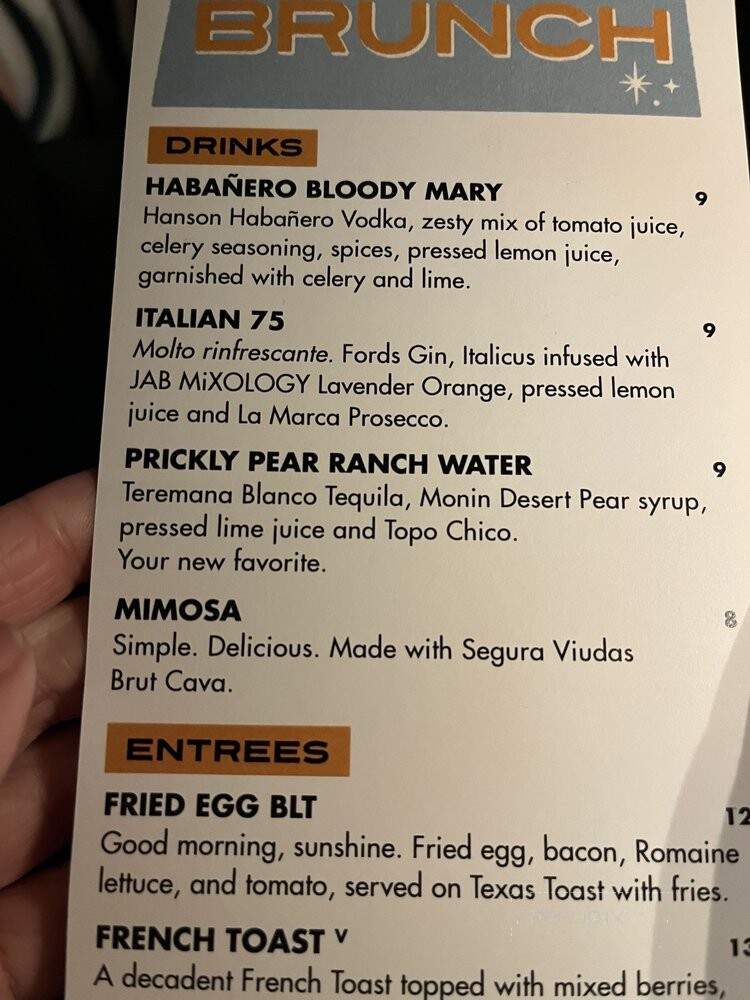 BRUNCH
DRINKS
HABAÑERO BLOODY MARY 9
Hanson Habañero Vodka, zesty mix of tomato juice,
celery seasoning, spices, pressed lemon juice,
garnished with celery and lime.
ITALIAN 75 9
Molto rinfrescante. Fords Gin, Italicus infused with
JAB MiXOLOGY Lavender Orange, pressed lemon
juice and La Marca Prosecco.
PRICKLY PEAR RANCH WATER 9
Teremana Blanco Tequila, Monin Desert Pear syrup,
pressed lime juice and Topo Chico.
Your new favorite.
MIMOSA 8
Simple. Delicious. Made with Segura Viudas
Brut Cava.
ENTREES
FRIED EGG BLT 12
Good morning, sunshine. Fried egg, bacon, Romaine
lettuce, and tomato, served on Texas Toast with fries.
FRENCH TOAST V 13
A decadent French Toast topped with mixed berries,